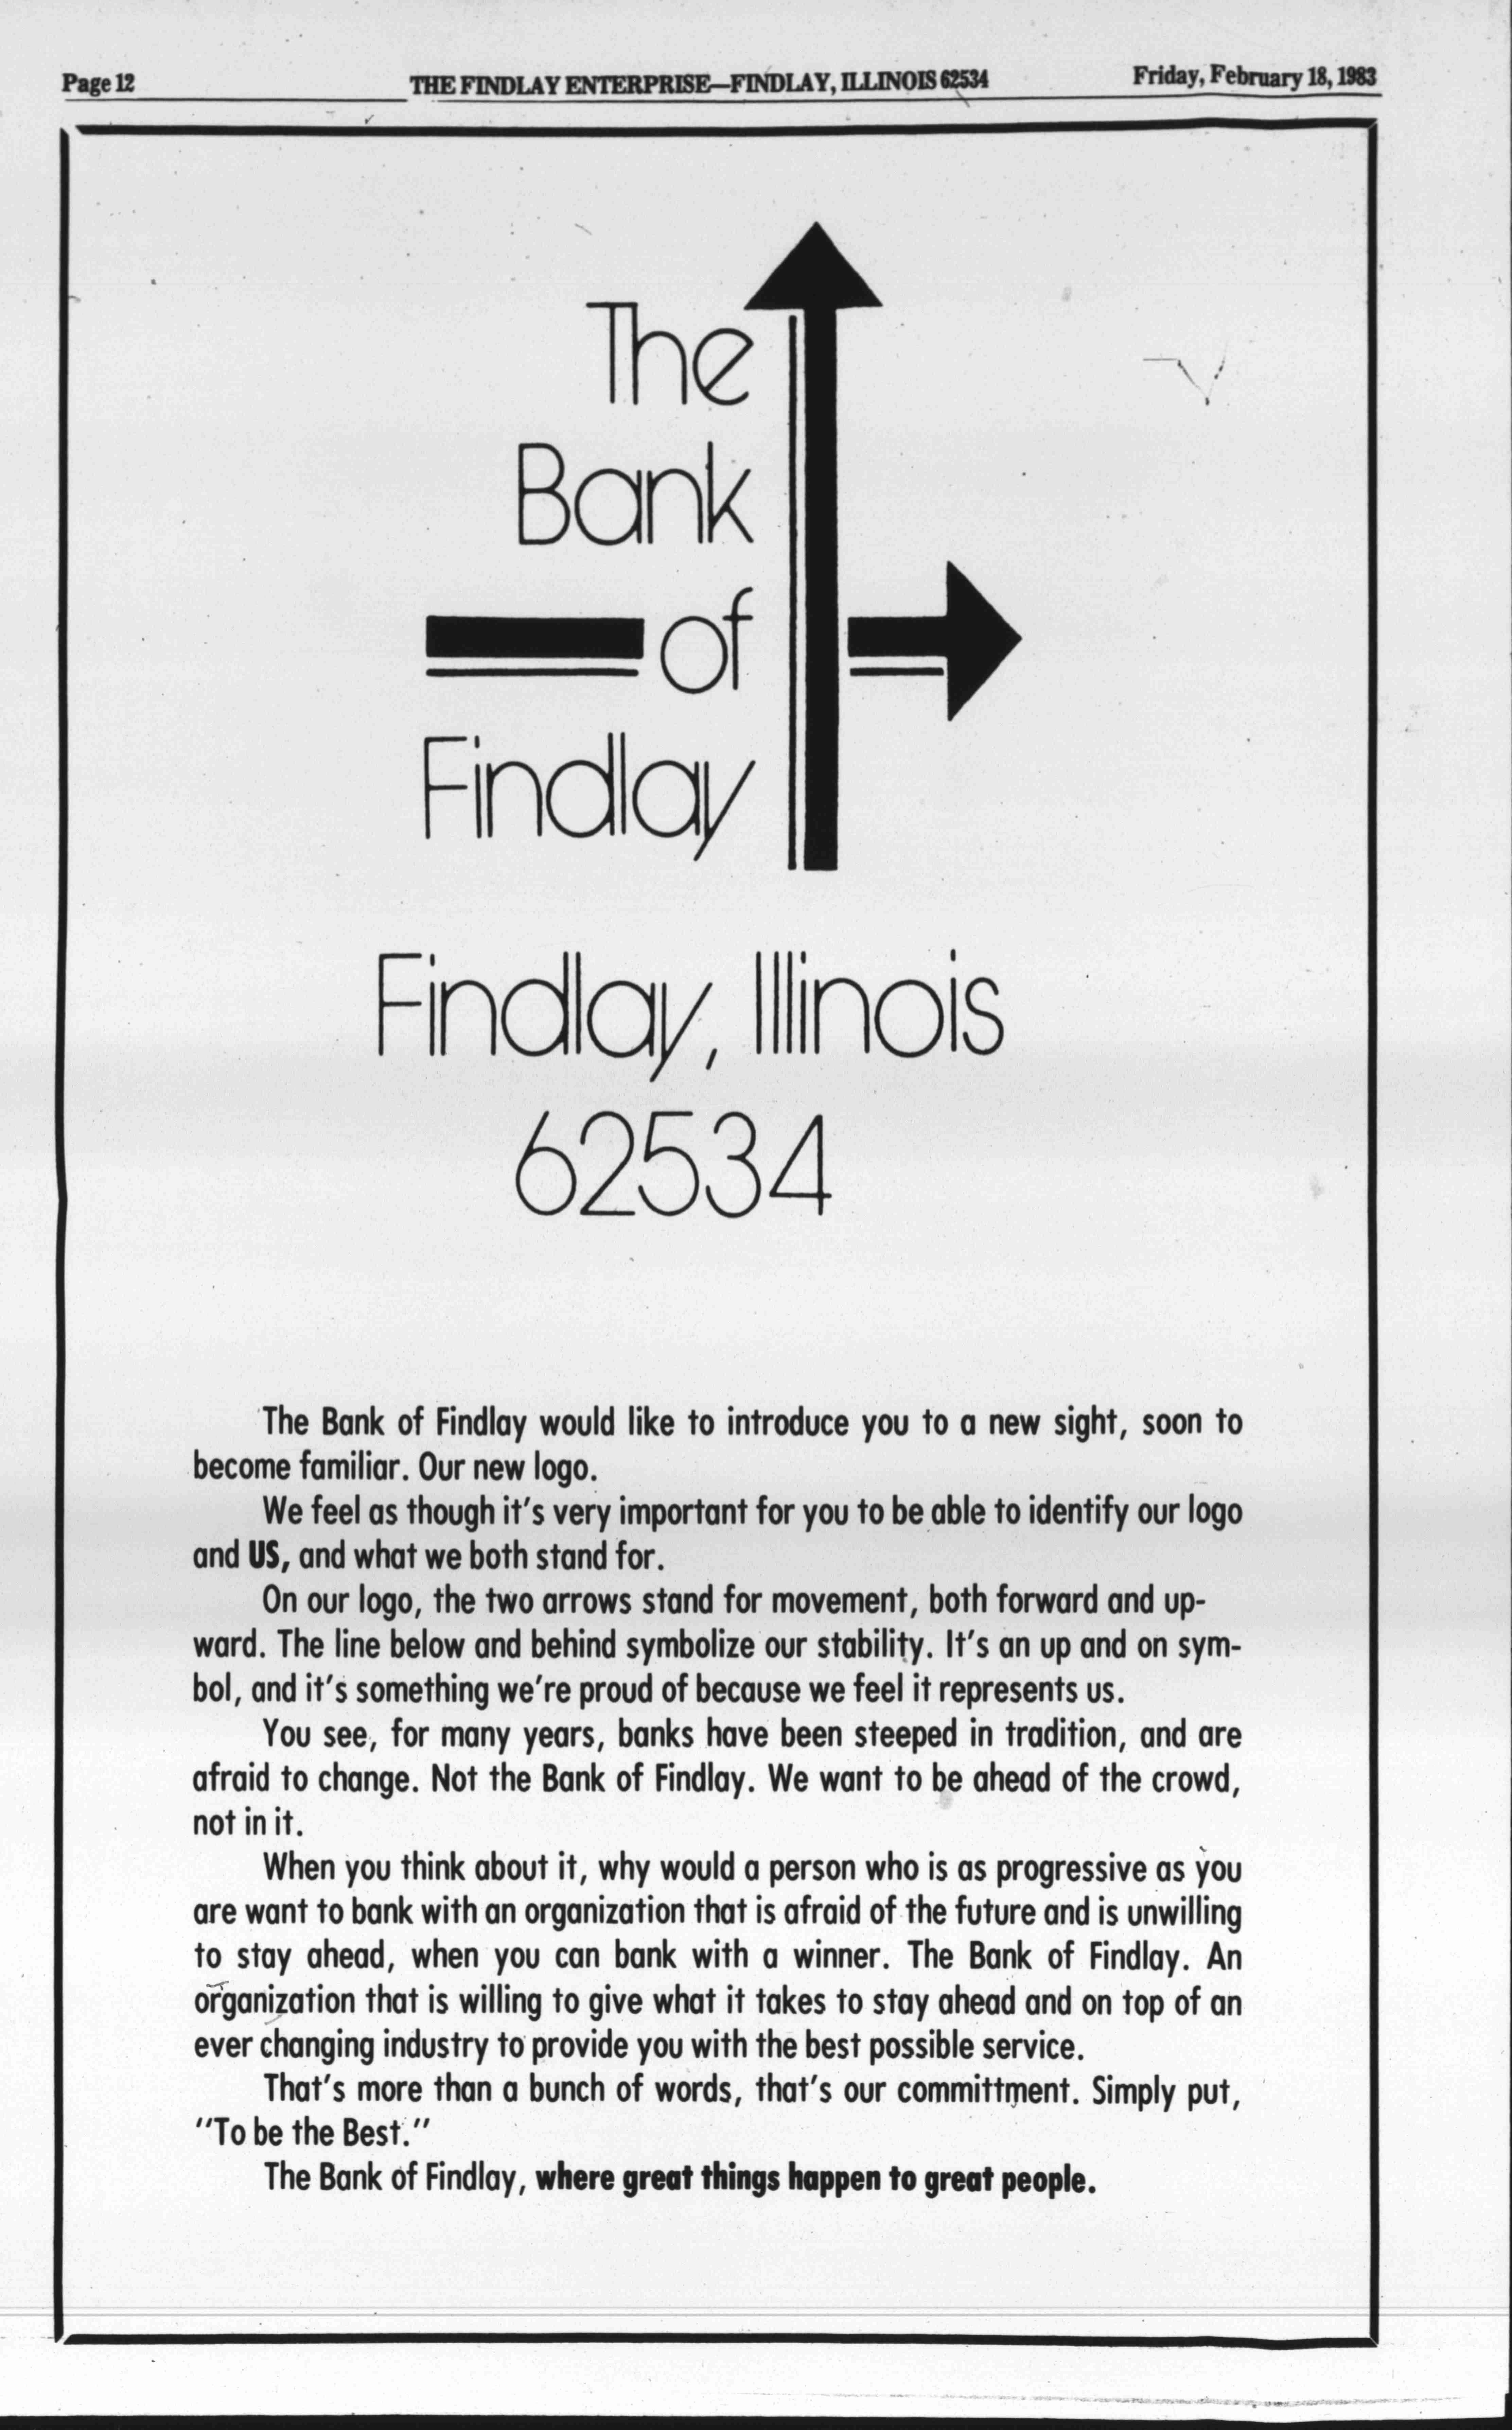 Page 12
THE FINDLAY ENTERPRISE—FINDLAY, ILLINOIS 62534
Friday, February 18, 1983
The
Bank
of
Findlay
Findlay, Illinois
62534
The Bank of Findlay would like to introduce you to a new sight, soon to
become familiar. Our new logo.
We feel as though it's very important for you to be able to identify our logo
and US, and what we both stand for.
On our logo, the two arrows stand for movement, both forward and up-
ward. The line below and behind symbolize our stability. It's an up and on sym-
bol, and it's something we're proud of because we feel it represents us.
You see, for many years, banks have been steeped in tradition, and are
afraid to change. Not the Bank of Findlay. We want to be ahead of the crowd,
not in it.
When you think about it, why would a person who is as progressive as you
are want to bank with an organization that is afraid of the future and is unwilling
to stay ahead, when you can bank with a winner. The Bank of Findlay. An
organization that is willing to give what it takes to stay ahead and on top of an
ever changing industry to provide you with the best possible service.
That's more than a bunch of words, that's our committment. Simply put,
"To be the Best."
The Bank of Findlay, where great things happen to great people.